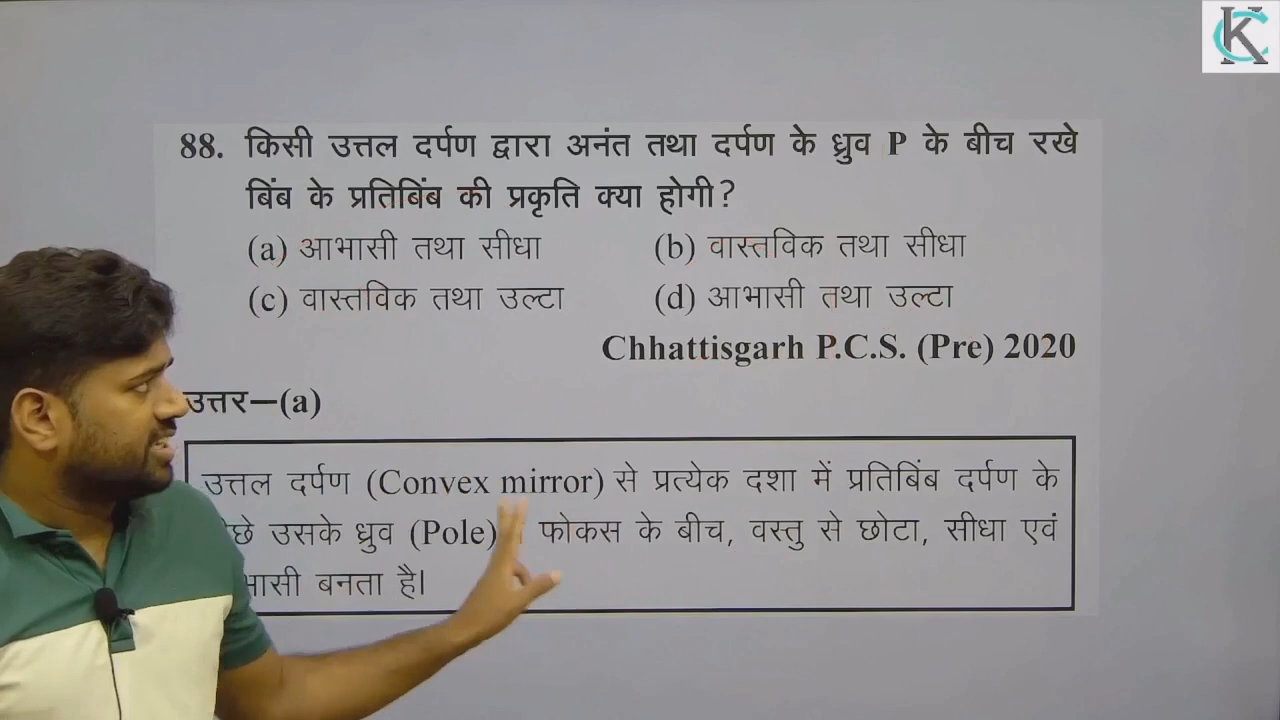 KC
88. किसी उत्तल दर्पण द्वारा अनंत तथा दर्पण के ध्रुव P के बीच रखे
बिंब के प्रतिबिंब की प्रकृति क्या होगी?
(a) आभासी तथा सीधा (b) वास्तविक तथा सीधा
(c) वास्तविक तथा उल्टा (d) आभासी तथा उल्टा
Chhattisgarh P.C.S. (Pre) 2020
उत्तर—(a)
उत्तल दर्पण (Convex mirror) से प्रत्येक दशा में प्रतिबिंब दर्पण के
उसके ध्रुव (Pole) फोकस के बीच, वस्तु से छोटा, सीधा एवं
बनता है।